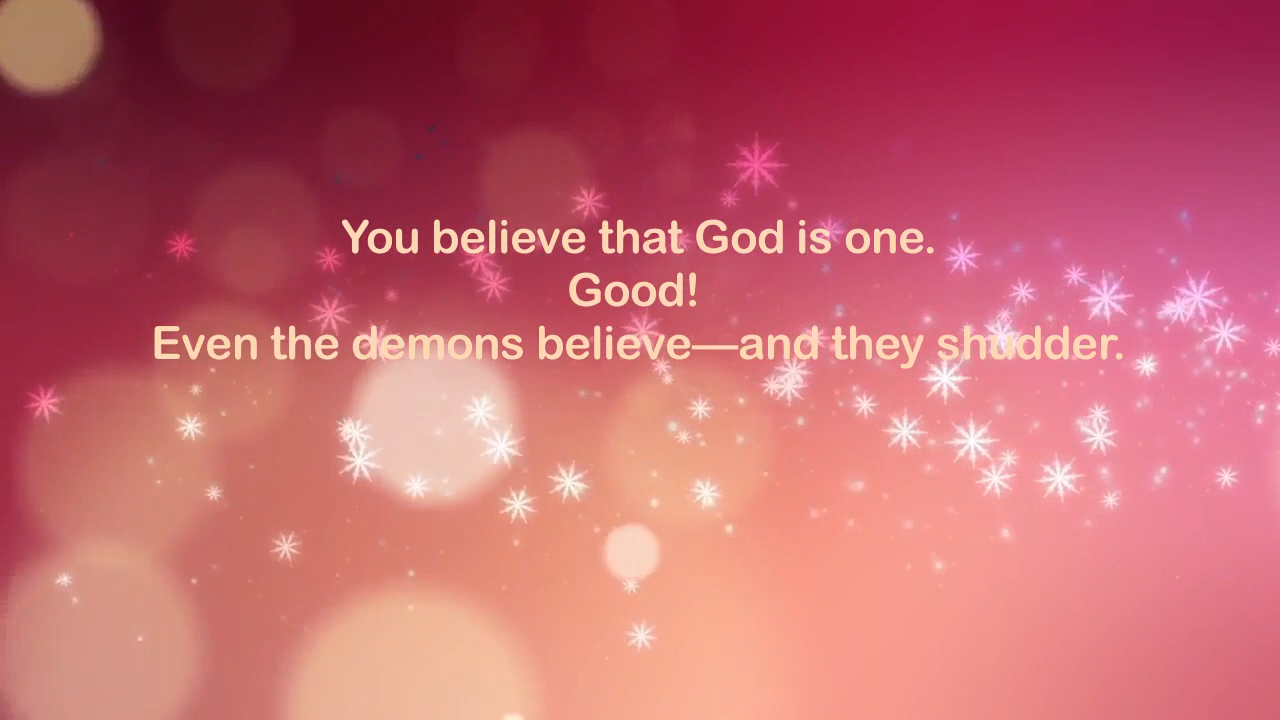 You believe that God is one.
Good!
Even the demons believe—and they shudder.